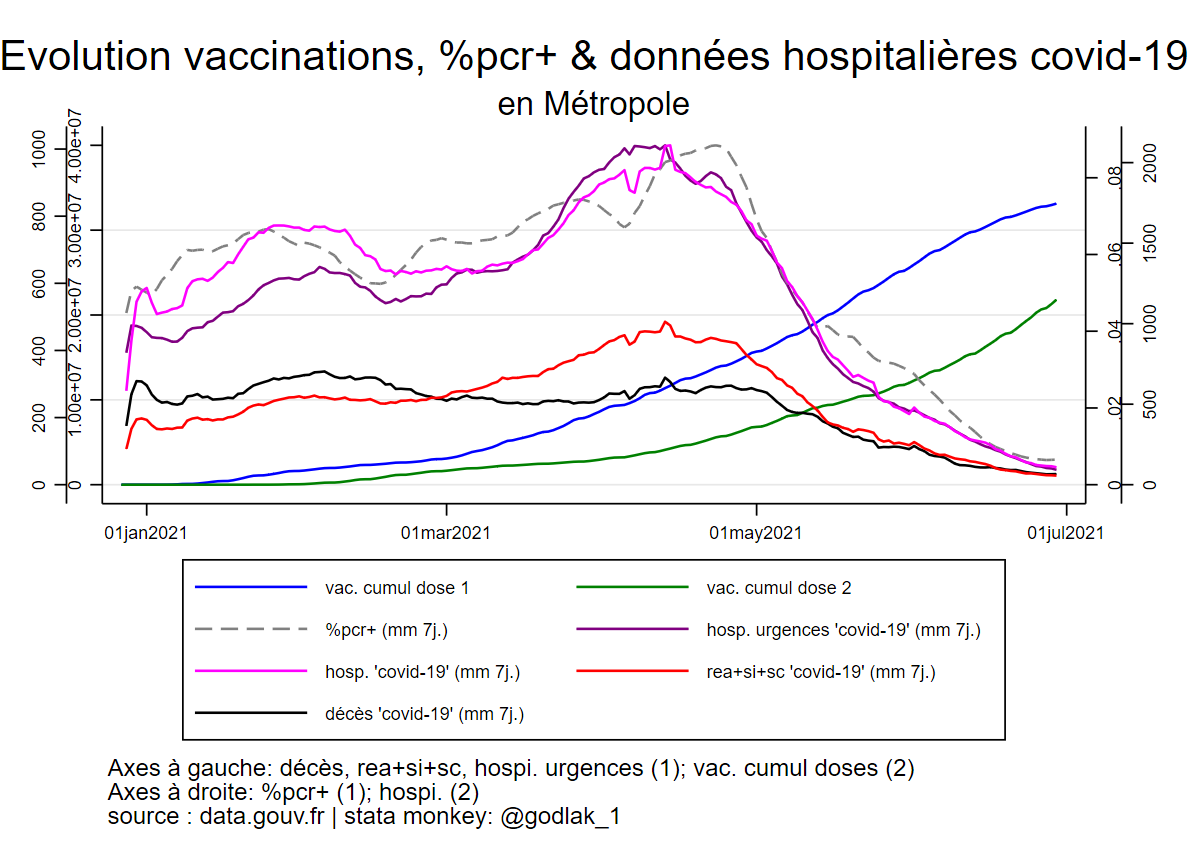 Evolution vaccinations, %pcr+ & données hospitalières covid-19
en Métropole
0 200 400 600 800 1000
0 1.00e+07 2.00e+07 3.00e+07 4.00e+07
0 .02 .04 .06 .08
0 500 1000 1500 2000
01jan2021 01mar2021 01may2021 01jul2021
vac. cumul dose 1 vac. cumul dose 2
%pcr+ (mm 7j.) hosp. urgences 'covid-19' (mm 7j.)
hosp. 'covid-19' (mm 7j.) rea+si+sc 'covid-19' (mm 7j.)
décès 'covid-19' (mm 7j.)
Axes à gauche: décès, rea+si+sc, hospi. urgences (1); vac. cumul doses (2)
Axes à droite: %pcr+ (1); hospi. (2)
source : data.gouv.fr | stata monkey: @godlak_1